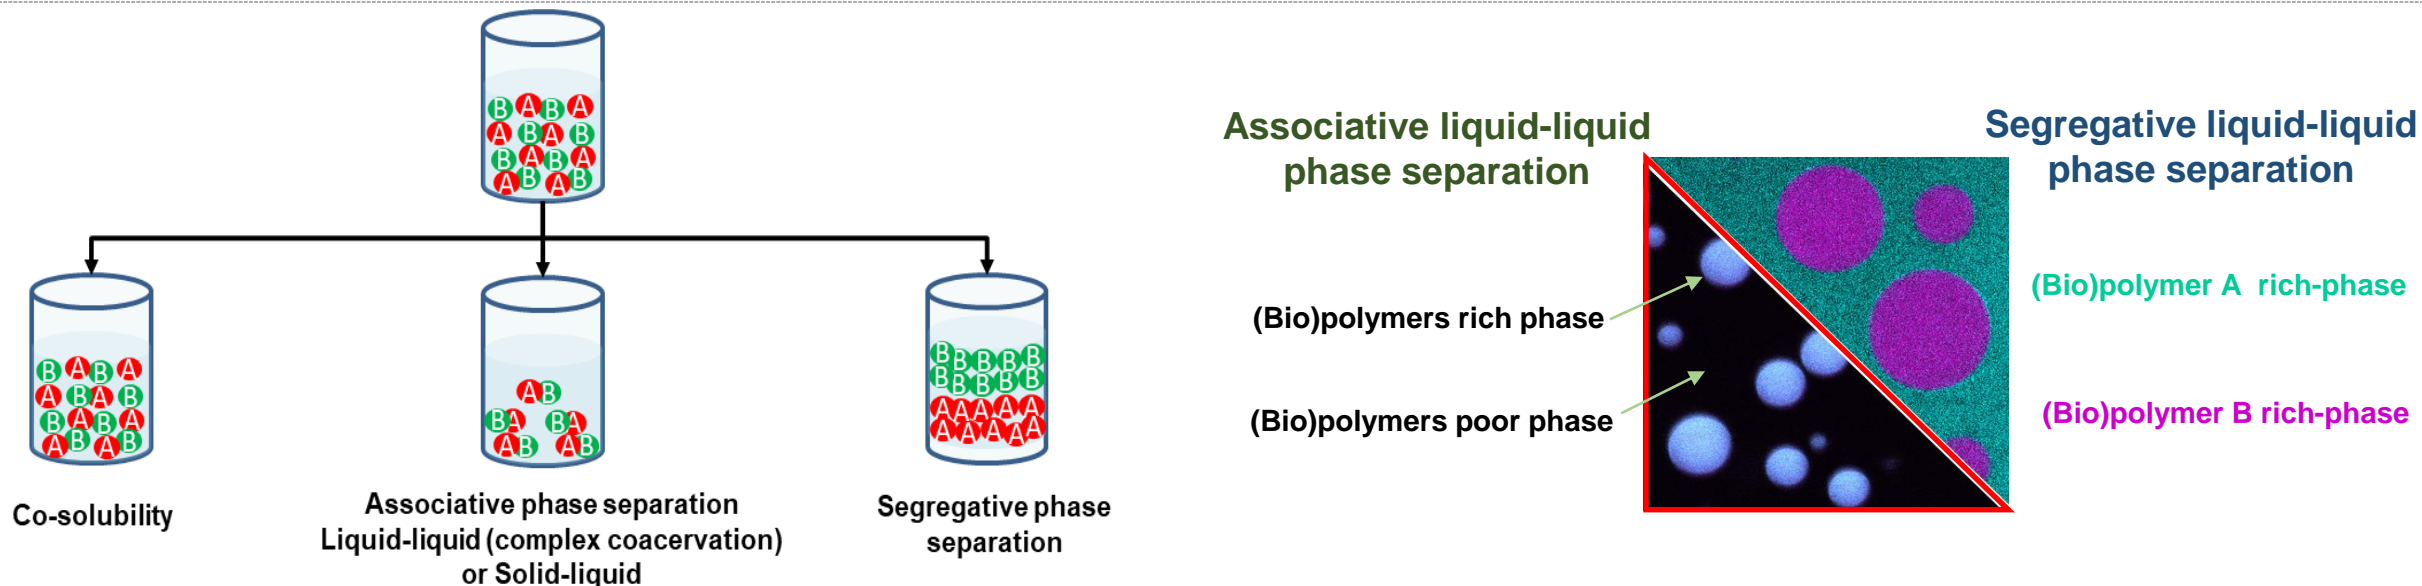 B A B A
A B A B
B A B A
A B A B
B A B A
A B A B
B A B A
A B A B
A B
B A B A
A B A B
B B B B B
B B B B B
A A A A A
A A A A A
Co-solubility
Associative phase separation
Liquid-liquid (complex coacervation)
or Solid-liquid
Segregative phase
separation
Associative liquid-liquid
phase separation
Segregative liquid-liquid
phase separation
(Bio)polymers rich phase
(Bio)polymers poor phase
(Bio)polymer A  rich-phase
(Bio)polymer B rich-phase